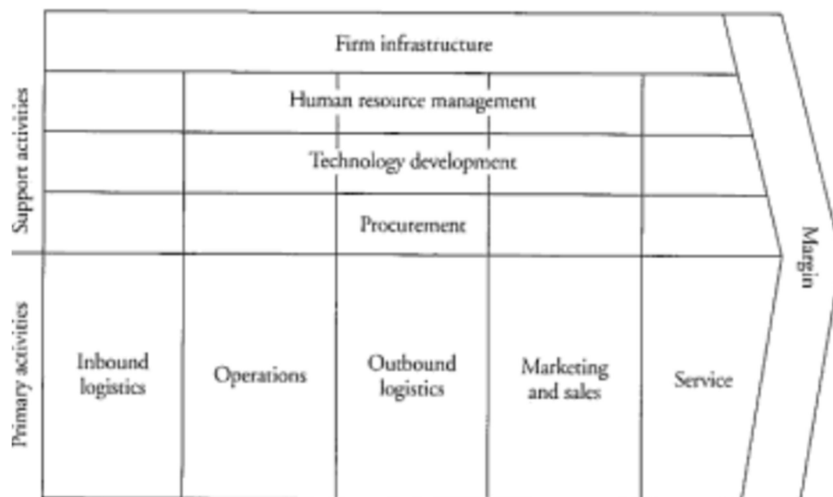 Firm infrastructure
Human resource management
Technology development
Procurement
Support activities
Primary activities
Inbound
logistics
Operations
Outbound
logistics
Marketing
and sales
Service
Margin